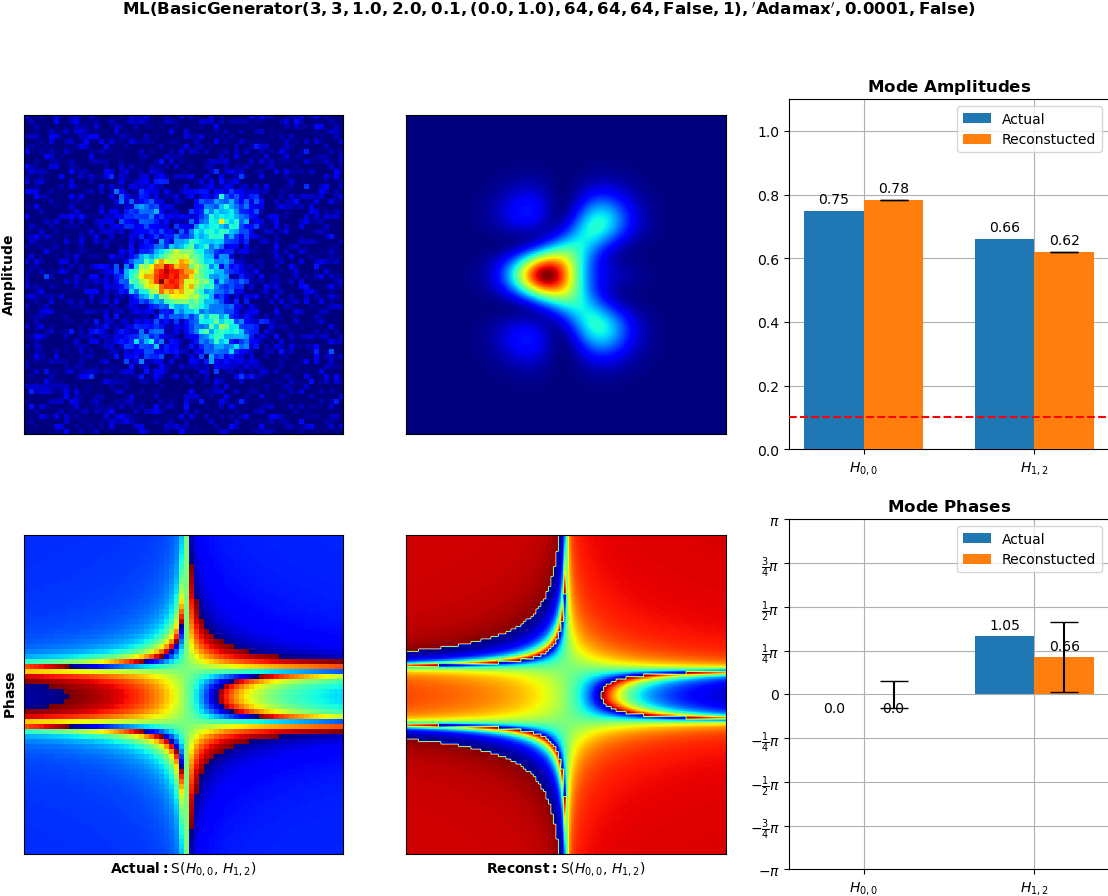 ML(BasicGenerator(3, 3, 1.0, 2.0, 0.1, (0.0, 1.0), 64, 64, 64, False, 1), ′Adamax′, 0.0001, False)
Amplitude
Mode Amplitudes
Actual
Reconstucted
1.0
0.8
0.6
0.4
0.2
0.0
0.75
0.78
0.66
0.62
H0,0
H1,2
Phase
Actual: S(H0,0, H1,2)
Reconst: S(H0,0, H1,2)
Mode Phases
Actual
Reconstucted
π
3/4π
1/2π
1/4π
0
−1/4π
−1/2π
−3/4π
−π
0.0
0.0
1.05
0.66
H0,0
H1,2